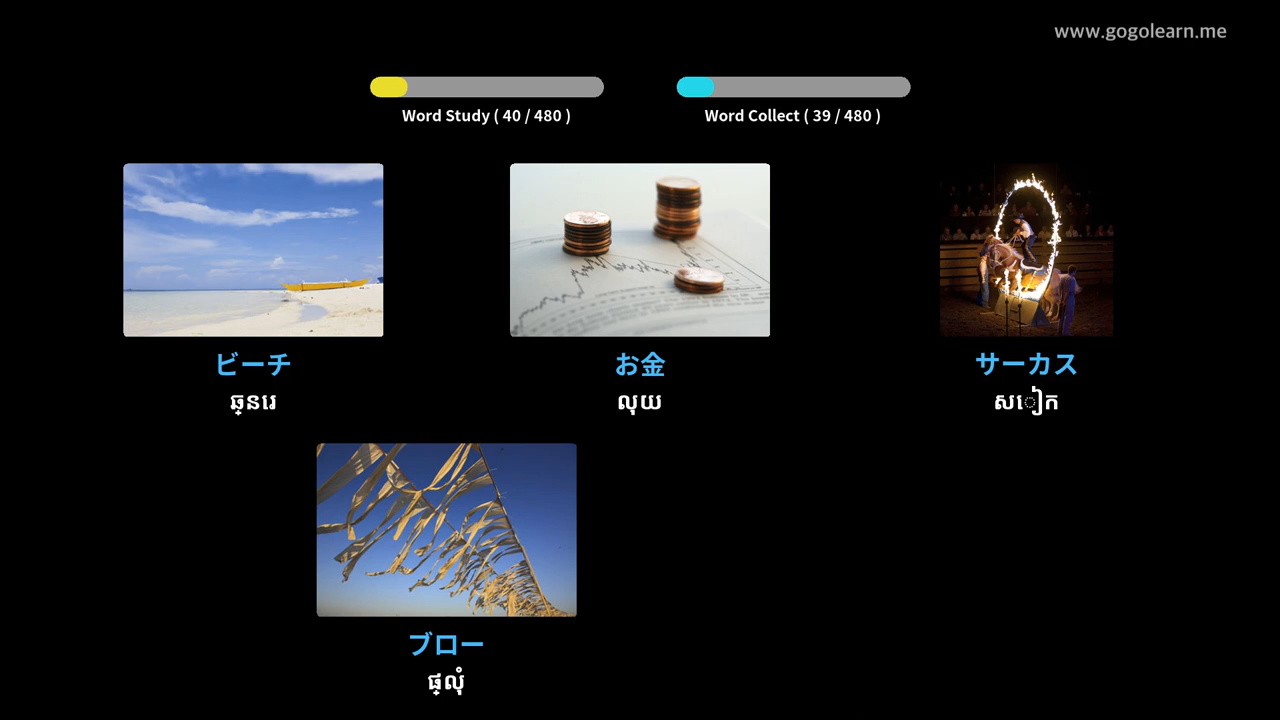 www.gogolearn.me
Word Study ( 40 / 480 )
Word Collect ( 39 / 480 )
ビーチ
ឆ្នេរ
お金
លុយ
サーカス
សៀក
ブロー
ផ្លុំ